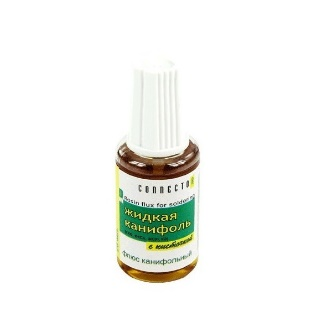 CONNECTOR
Rosin flux for soldering
ЖИДКАЯ
КАНИФОЛЬ
с кисточкой
флюс канифольный